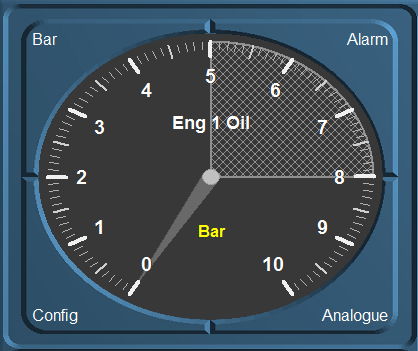 Bar Alarm
5
4 6
Eng 1 Oil
3 7
2 8
1 Bar 9
0 10
Config Analogue